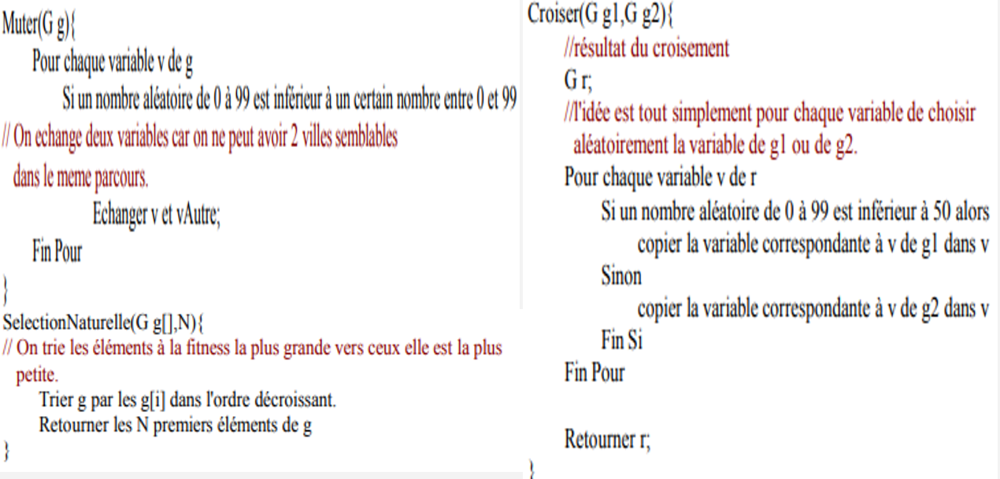 Muter(G g){
Pour chaque variable v de g
Si un nombre aléatoire de 0 à 99 est inférieur à un certain nombre entre 0 et 99
// On echange deux variables car on ne peut avoir 2 villes semblables
dans le meme parcours.
Echanger v et vAutre;
Fin Pour
}
SelectionNaturelle(G g[],N){
// On trie les éléments à la fitness la plus grande vers ceux elle est la plus
petite.
Trier g par les g[i] dans l'ordre décroissant.
Retourner les N premiers éléments de g
}
Croiser(G g1,G g2){
//résultat du croisement
G r;
//l'idée est tout simplement pour chaque variable de choisir
aléatoirement la variable de g1 ou de g2.
Pour chaque variable v de r
Si un nombre aléatoire de 0 à 99 est inférieur à 50 alors
copier la variable correspondante à v de g1 dans v
Sinon
copier la variable correspondante à v de g2 dans v
Fin Si
Fin Pour
Retourner r;
}